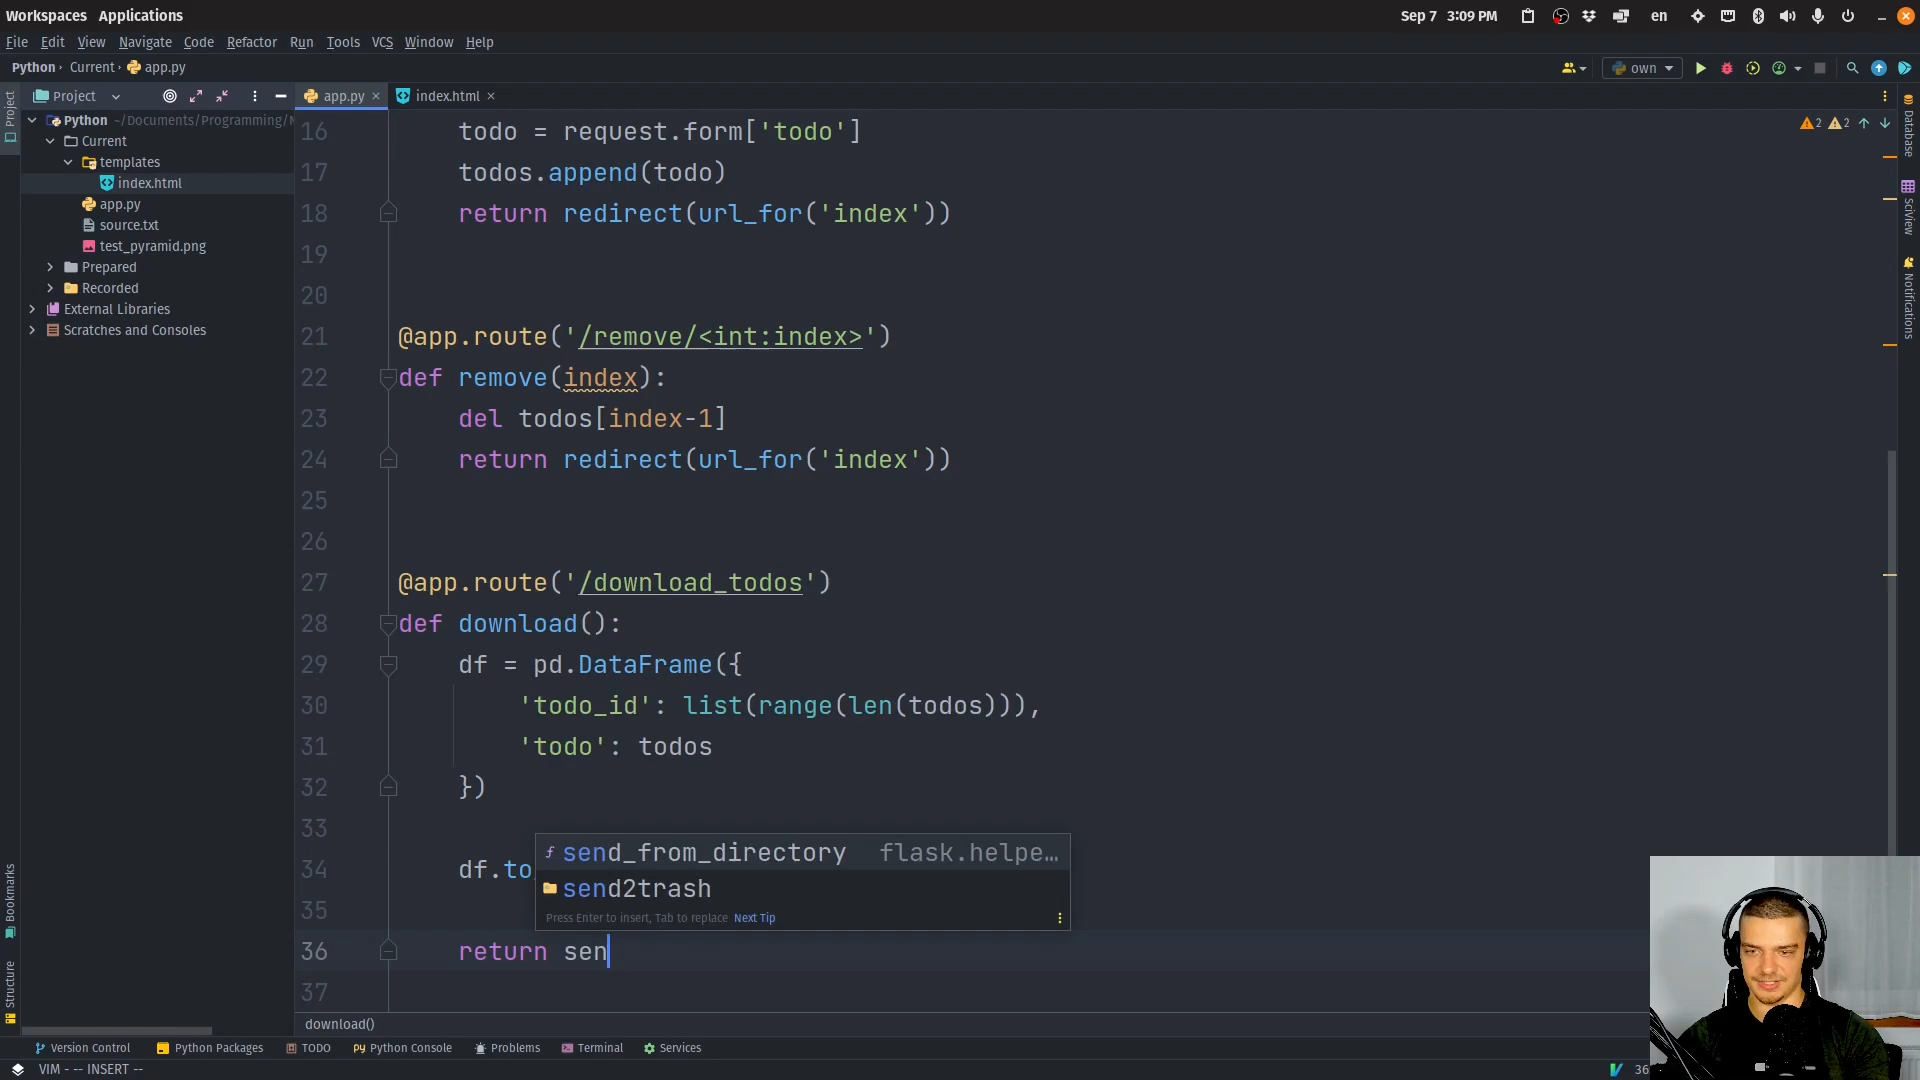 Workspaces Applications Sep 7 3:09 PM en
File Edit View Navigate Code Refactor Run Tools VCS Window Help
Python › Current › app.py own
Project app.py index.html
Python ~/Documents/Programming/
Current
templates
index.html
app.py
source.txt
test_pyramid.png
Prepared
Recorded
External Libraries
Scratches and Consoles
Project
Bookmarks
Structure
2 2
16 todo = request.form['todo']
17 todos.append(todo)
18 return redirect(url_for('index'))
19
20
21 @app.route('/remove/<int:index>')
22 def remove(index):
23 del todos[index-1]
24 return redirect(url_for('index'))
25
26
27 @app.route('/download_todos')
28 def download():
29 df = pd.DataFrame({
30 'todo_id': list(range(len(todos))),
31 'todo': todos
32 })
33
send_from_directory flask.helpe…
34 df.to
send2trash
35
Press Enter to insert, Tab to replace Next Tip
36 return sen
37
download()
Database
SciView
Notifications
Version Control Python Packages TODO Python Console Problems Terminal Services
VIM - -- INSERT -- 36